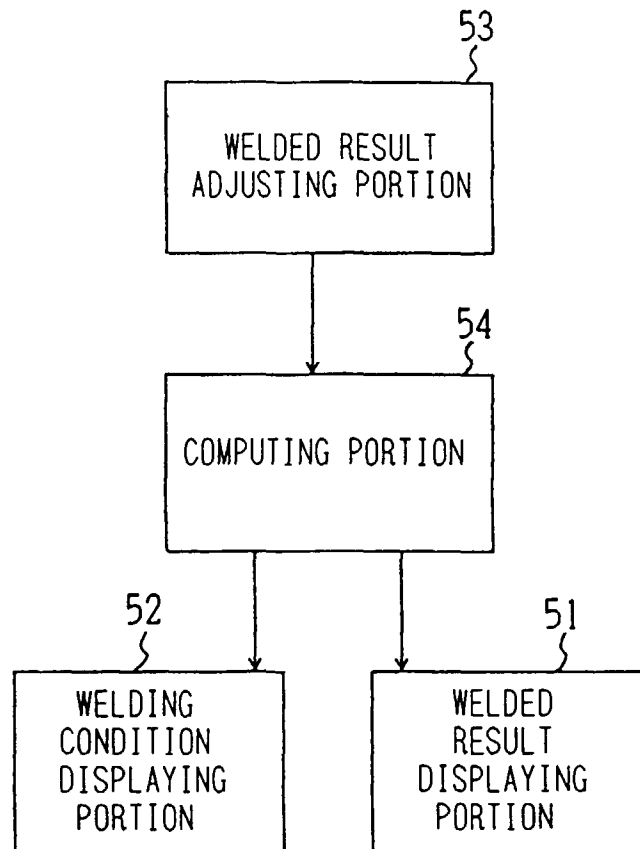 53
WELDED RESULT
ADJUSTING PORTION
54
COMPUTING PORTION
52
WELDING
CONDITION
DISPLAYING
PORTION
51
WELDED
RESULT
DISPLAYING
PORTION